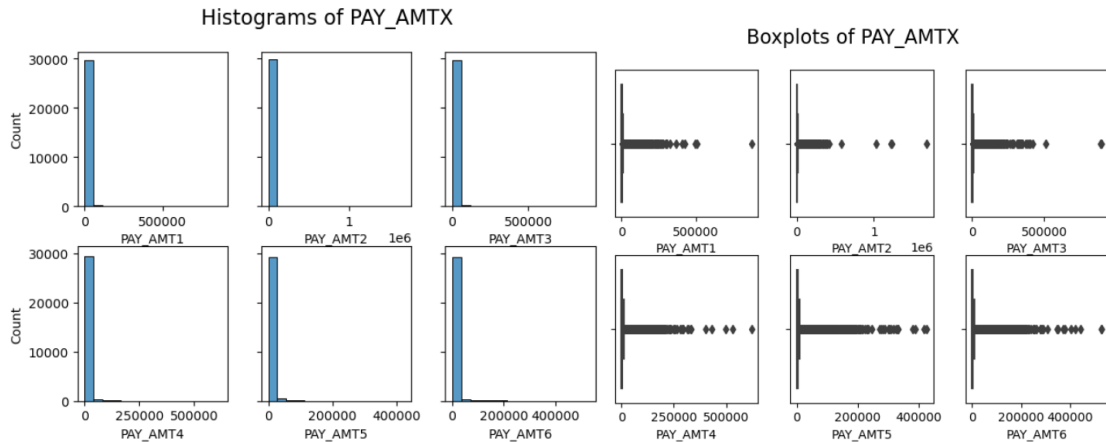 Histograms of PAY_AMTX
Boxplots of PAY_AMTX
30000
20000
10000
0
Count
0 500000
PAY_AMT1
0 1
PAY_AMT2 1e6
0 500000
PAY_AMT3
0 500000
PAY_AMT1
0 1
PAY_AMT2 1e6
0 500000
PAY_AMT3
30000
20000
10000
0
Count
0 250000 500000
PAY_AMT4
0 200000 400000
PAY_AMT5
0 200000 400000
PAY_AMT6
0 250000 500000
PAY_AMT4
0 200000 400000
PAY_AMT5
0 200000 400000
PAY_AMT6